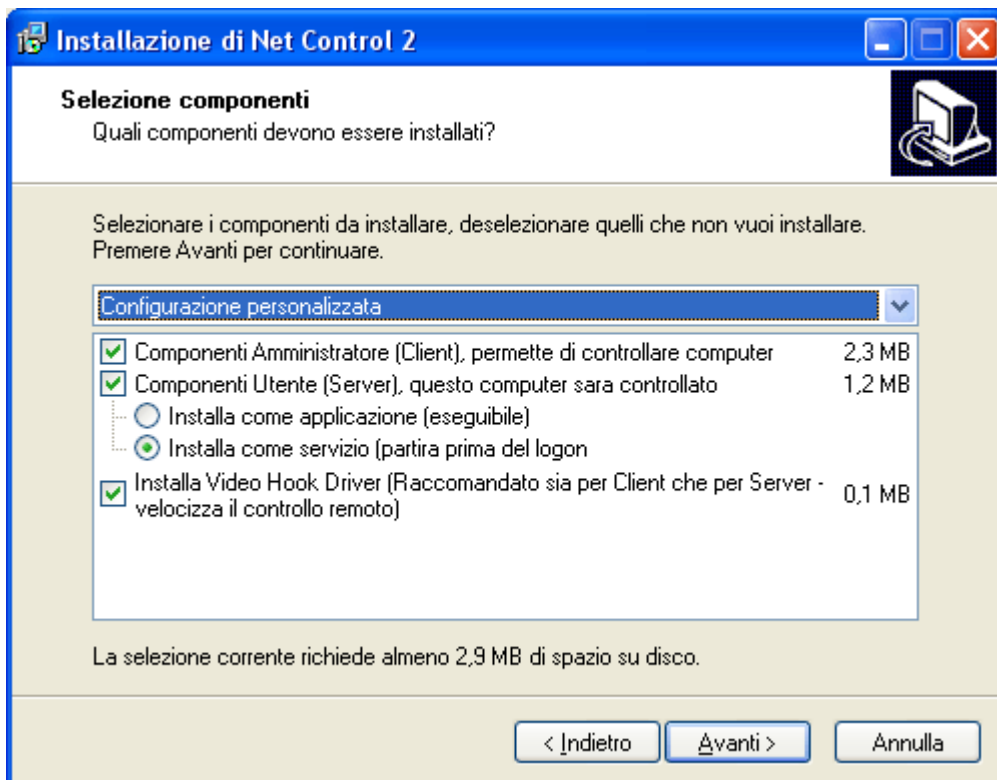 Installazione di Net Control 2
Selezione componenti
Quali componenti devono essere installati?
Selezionare i componenti da installare, deselezionare quelli che non vuoi installare.
Premere Avanti per continuare.
Configurazione personalizzata
Componenti Amministratore (Client), permette di controllare computer 2,3 MB
Componenti Utente (Server), questo computer sara controllato 1,2 MB
Installa come applicazione (eseguibile)
Installa come servizio (partira prima del logon
Installa Video Hook Driver (Raccomandato sia per Client che per Server -
velocizza il controllo remoto) 0,1 MB
La selezione corrente richiede almeno 2,9 MB di spazio su disco.
< Indietro Avanti > Annulla